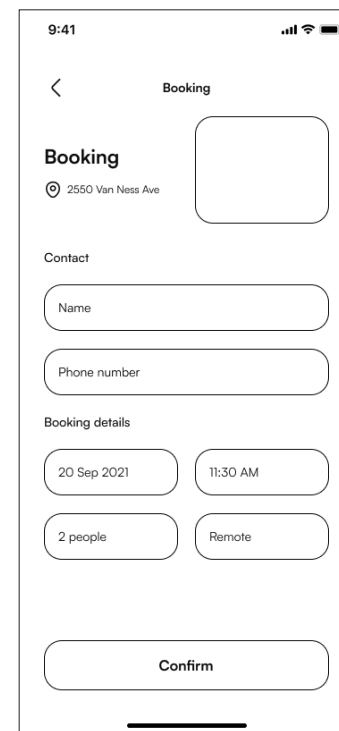 9:41
Booking
Booking
2550 Van Ness Ave
Contact
Name
Phone number
Booking details
20 Sep 2021
11:30 AM
2 people
Remote
Confirm